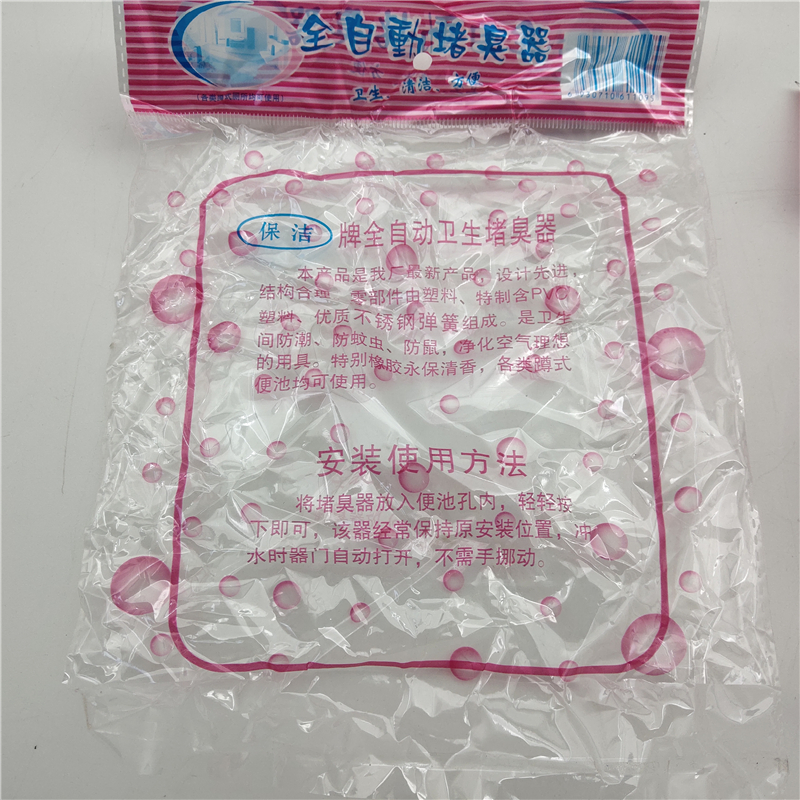 全自動堵臭器
卫生、清洁、方便
保洁 牌全自动卫生堵臭器
本产品是我厂最新产品，设计先进，
结构合理、零部件由塑料、特制含PVC
塑料、优质不锈钢弹簧组成。是卫生
间防潮、防蚊虫、防鼠，净化空气理想
的用具。特别橡胶永保清香，各类蹲式
便池均可使用。
安装使用方法
将堵臭器放入便池孔内，轻轻按
下即可，该器经常保持原安装位置，冲
水时器门自动打开，不需手挪动。